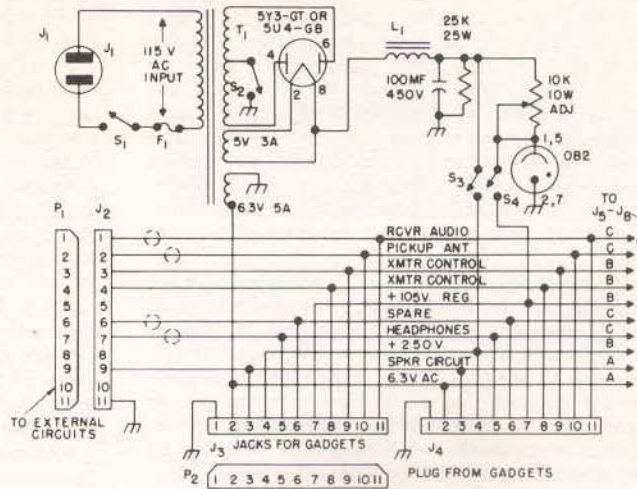 J1
J1
115 V
AC
INPUT
S1
F1
T1
S2
5Y3-GT OR
5U4-GB
4
6
2
8
5V 3A
6.3V 5A
L1
100MF
450V
25K
25W
10K
10W
ADJ
1,5
OB2
2,7
S3
S4
TO
J5-J8
P1
J2
1
2
3
4
5
6
7
8
9
10
11
1
2
3
4
5
6
7
8
9
10
11
RCVR. AUDIO C
PICKUP ANT C
XMTR CONTROL B
XMTR CONTROL B
+105V REG. B
SPARE C
HEADPHONES C
+250V B
SPKR CIRCUIT A
6.3V AC A
TO EXTERNAL
CIRCUITS
1 2 3 4 5 6 7 8 9 10 11
J3 JACKS FOR GADGETS
P2 1 2 3 4 5 6 7 8 9 10 11
1 2 3 4 5 6 7 8 9 10 11
J4
PLUG FROM GADGETS